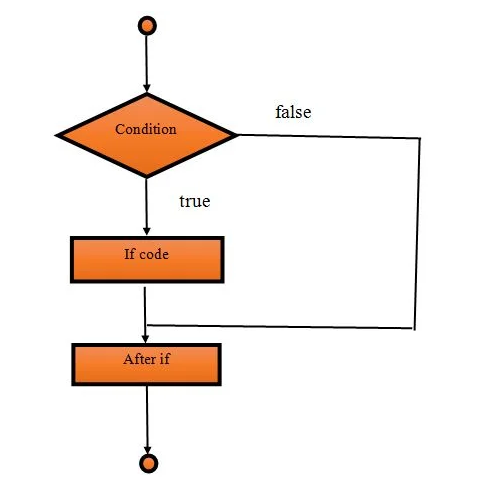 Condition
false
true
If code
After if